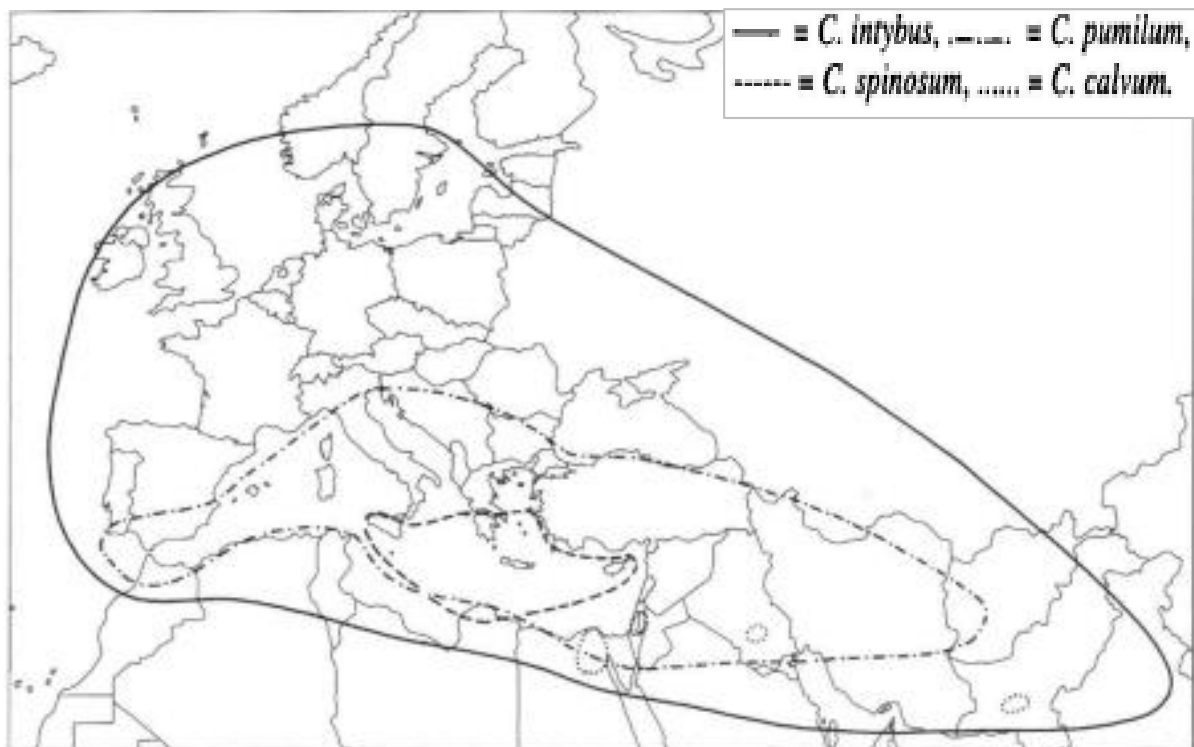 = C. intybus, = C. pumilum,
= C. spinosum, ...... = C. calvum.